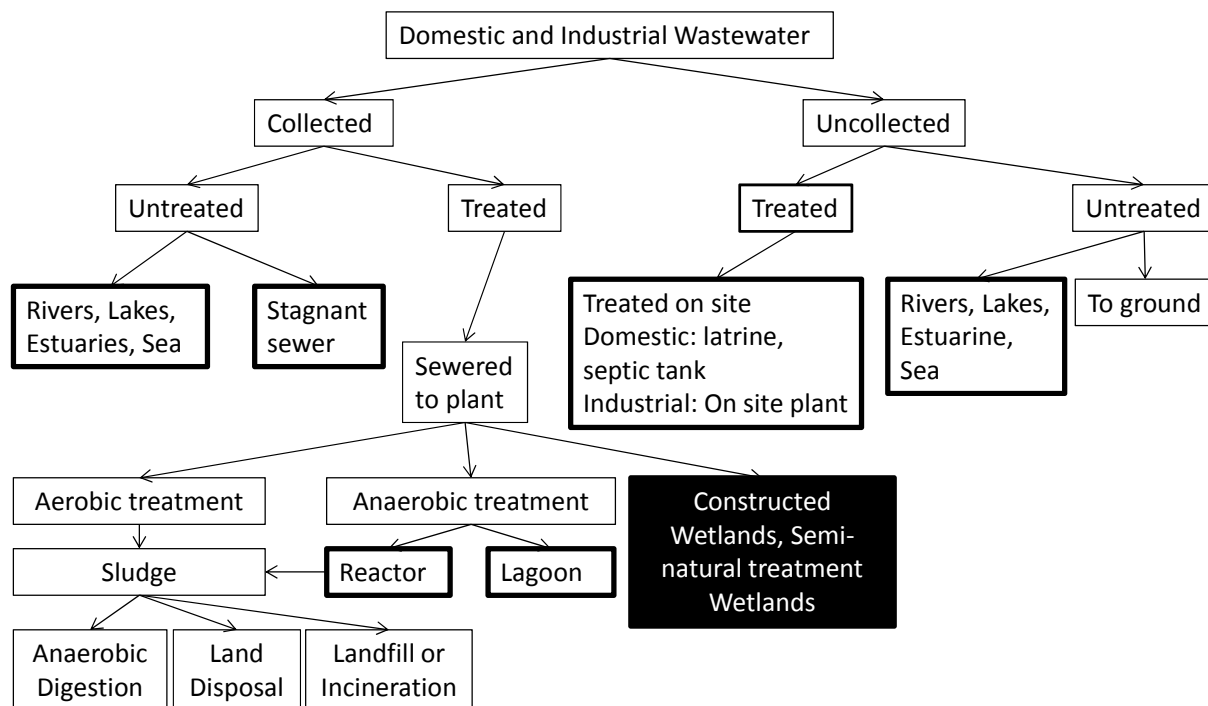 Domestic and Industrial Wastewater
Collected
Uncollected
Untreated
Treated
Treated
Untreated
Rivers, Lakes,
Estuaries, Sea
Stagnant
sewer
Treated on site
Domestic: latrine,
septic tank
Industrial: On site plant
Rivers, Lakes,
Estuarine,
Sea
To ground
Sewered
to plant
Aerobic treatment
Anaerobic treatment
Constructed
Wetlands, Semi-
natural treatment
Wetlands
Sludge
Reactor
Lagoon
Anaerobic
Digestion
Land
Disposal
Landfill or
Incineration